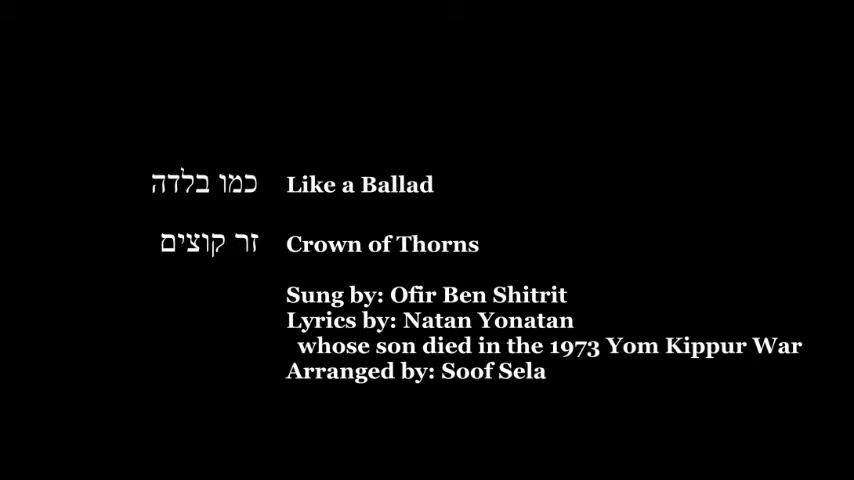 כמו בלדה Like a Ballad
זר קוצים Crown of Thorns
Sung by: Ofir Ben Shitrit
Lyrics by: Natan Yonatan
whose son died in the 1973 Yom Kippur War
Arranged by: Soof Sela